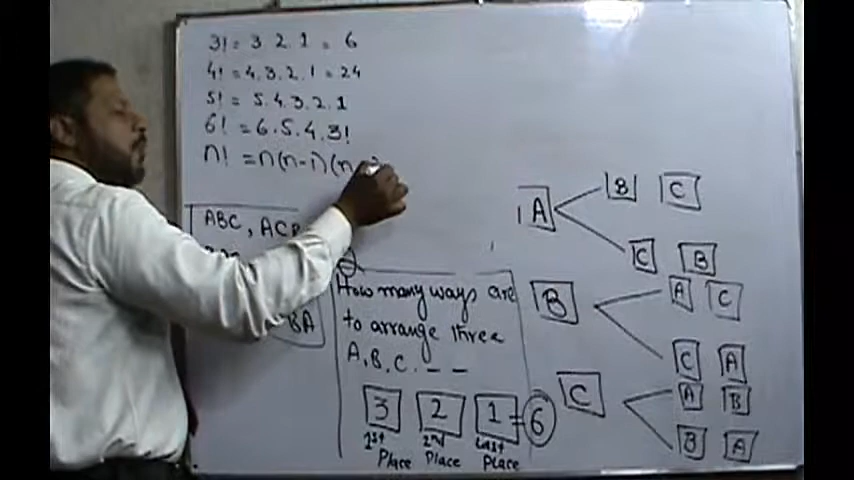 3! = 3 2 . 1 = 6
4! = 4.3.2.1 = 24
5! = 5.4.3.2.1
6! = 6.5.4.3!
n! = n(n-1)(n
ABC, ACB
BA
How many ways are
to arrange three
A,B,C. _ _
3 2 1 = 6
1st 2nd Last
Place Place Place
A B C
C B
B A C
C A
C A B
B A